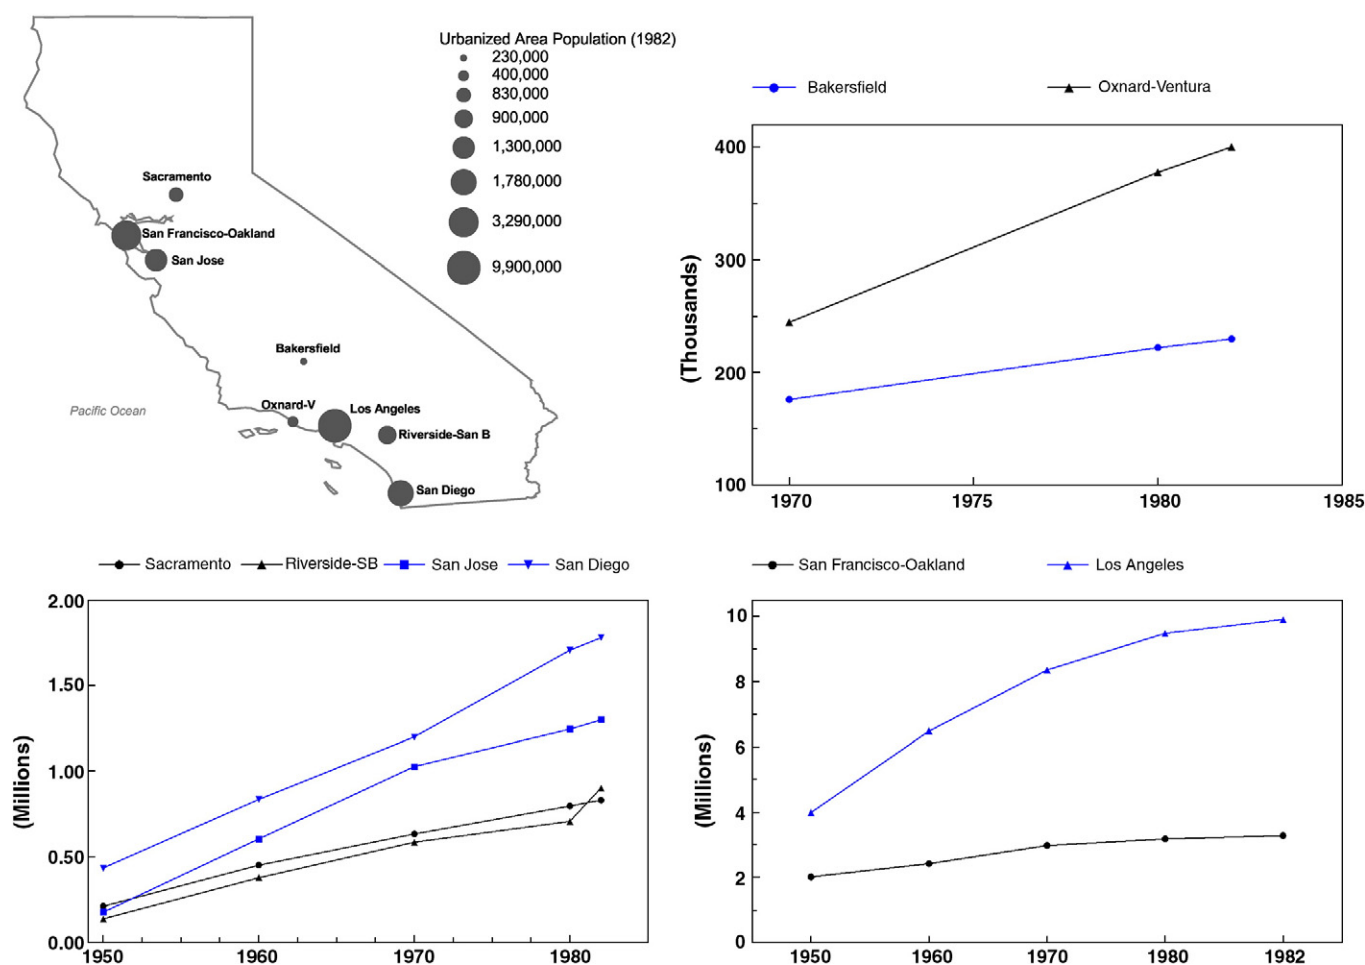 Urbanized Area Population (1982)
230,000
400,000
830,000
900,000
1,300,000
1,780,000
3,290,000
9,900,000
Sacramento
San Francisco-Oakland
San Jose
Bakersfield
Oxnard-V
Los Angeles
Riverside-San B
San Diego
Pacific Ocean
Bakersfield Oxnard-Ventura
(Thousands)
400
300
200
100
1970 1975 1980 1985
Sacramento Riverside-SB San Jose San Diego
(Millions)
2.00
1.50
1.00
0.50
0.00
1950 1960 1970 1980
San Francisco-Oakland Los Angeles
(Millions)
10
8
6
4
2
0
1950 1960 1970 1980 1982